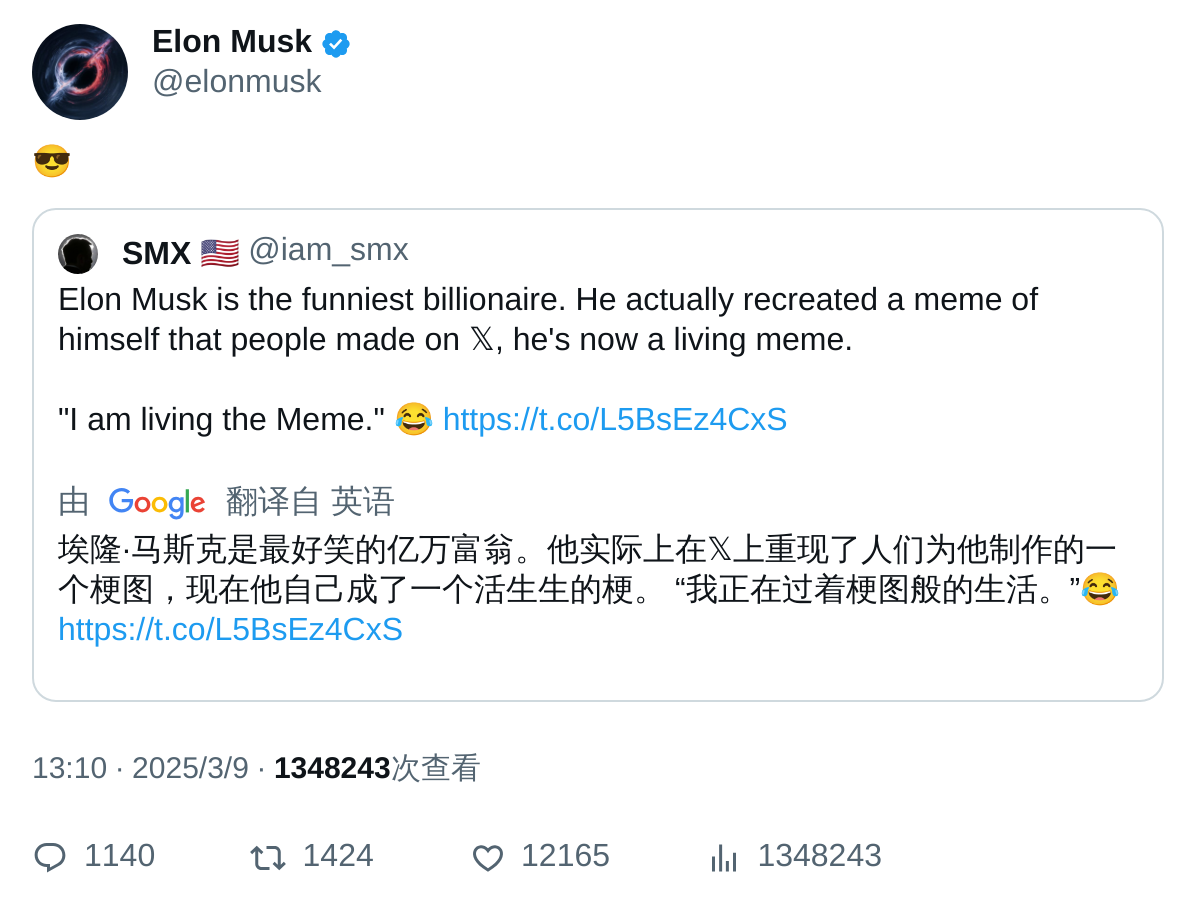 Elon Musk
@elonmusk
😎
SMX 🇺🇸 @iam_smx
Elon Musk is the funniest billionaire. He actually recreated a meme of
himself that people made on 𝕏, he's now a living meme.
"I am living the Meme." 😂 https://t.co/L5BsEz4CxS
由 Google 翻译自 英语
埃隆·马斯克是最好笑的亿万富翁。他实际上在𝕏上重现了人们为他制作的一
个梗图，现在他自己成了一个活生生的梗。 “我正在过着梗图般的生活。”😂
https://t.co/L5BsEz4CxS
13:10 · 2025/3/9 · 1348243次查看
1140 1424 12165 1348243